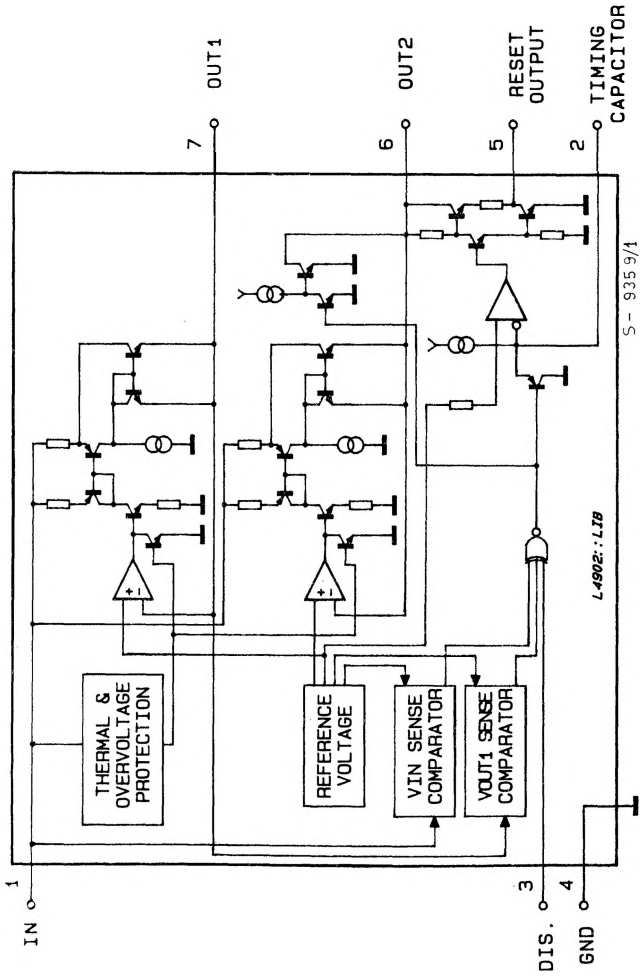 IN
1
THERMAL &
OVERVOLTAGE
PROTECTION
REFERENCE
VOLTAGE
VIN SENSE
COMPARATOR
VOUT1 SENSE
COMPARATOR
DIS.
3
GND
4
+
-
+
-
L4902::LIB
7
OUT1
6
OUT2
5
RESET
OUTPUT
2
TIMING
CAPACITOR
S- 9359/1